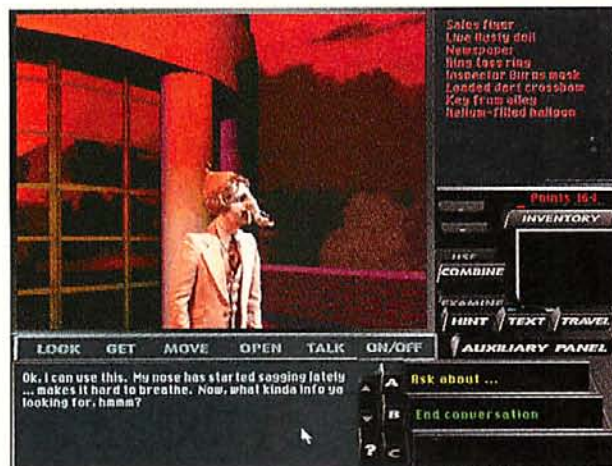 Sales flyer
Live Rusty doll
Newspaper
Ring toss ring
Inspector Burns mask
Loaded dart crossbow
Key from alley
Helium-filled balloon
Points 164
INVENTORY
USE
COMBINE
EXAMINE
HINT TEXT TRAVEL
LOOK GET MOVE OPEN TALK ON/OFF
AUXILIARY PANEL
Ok, I can use this. My nose has started sagging lately
... makes it hard to breathe. Now, what kinda info ya
looking for, hmmm?
A Ask about ...
B End conversation
? C